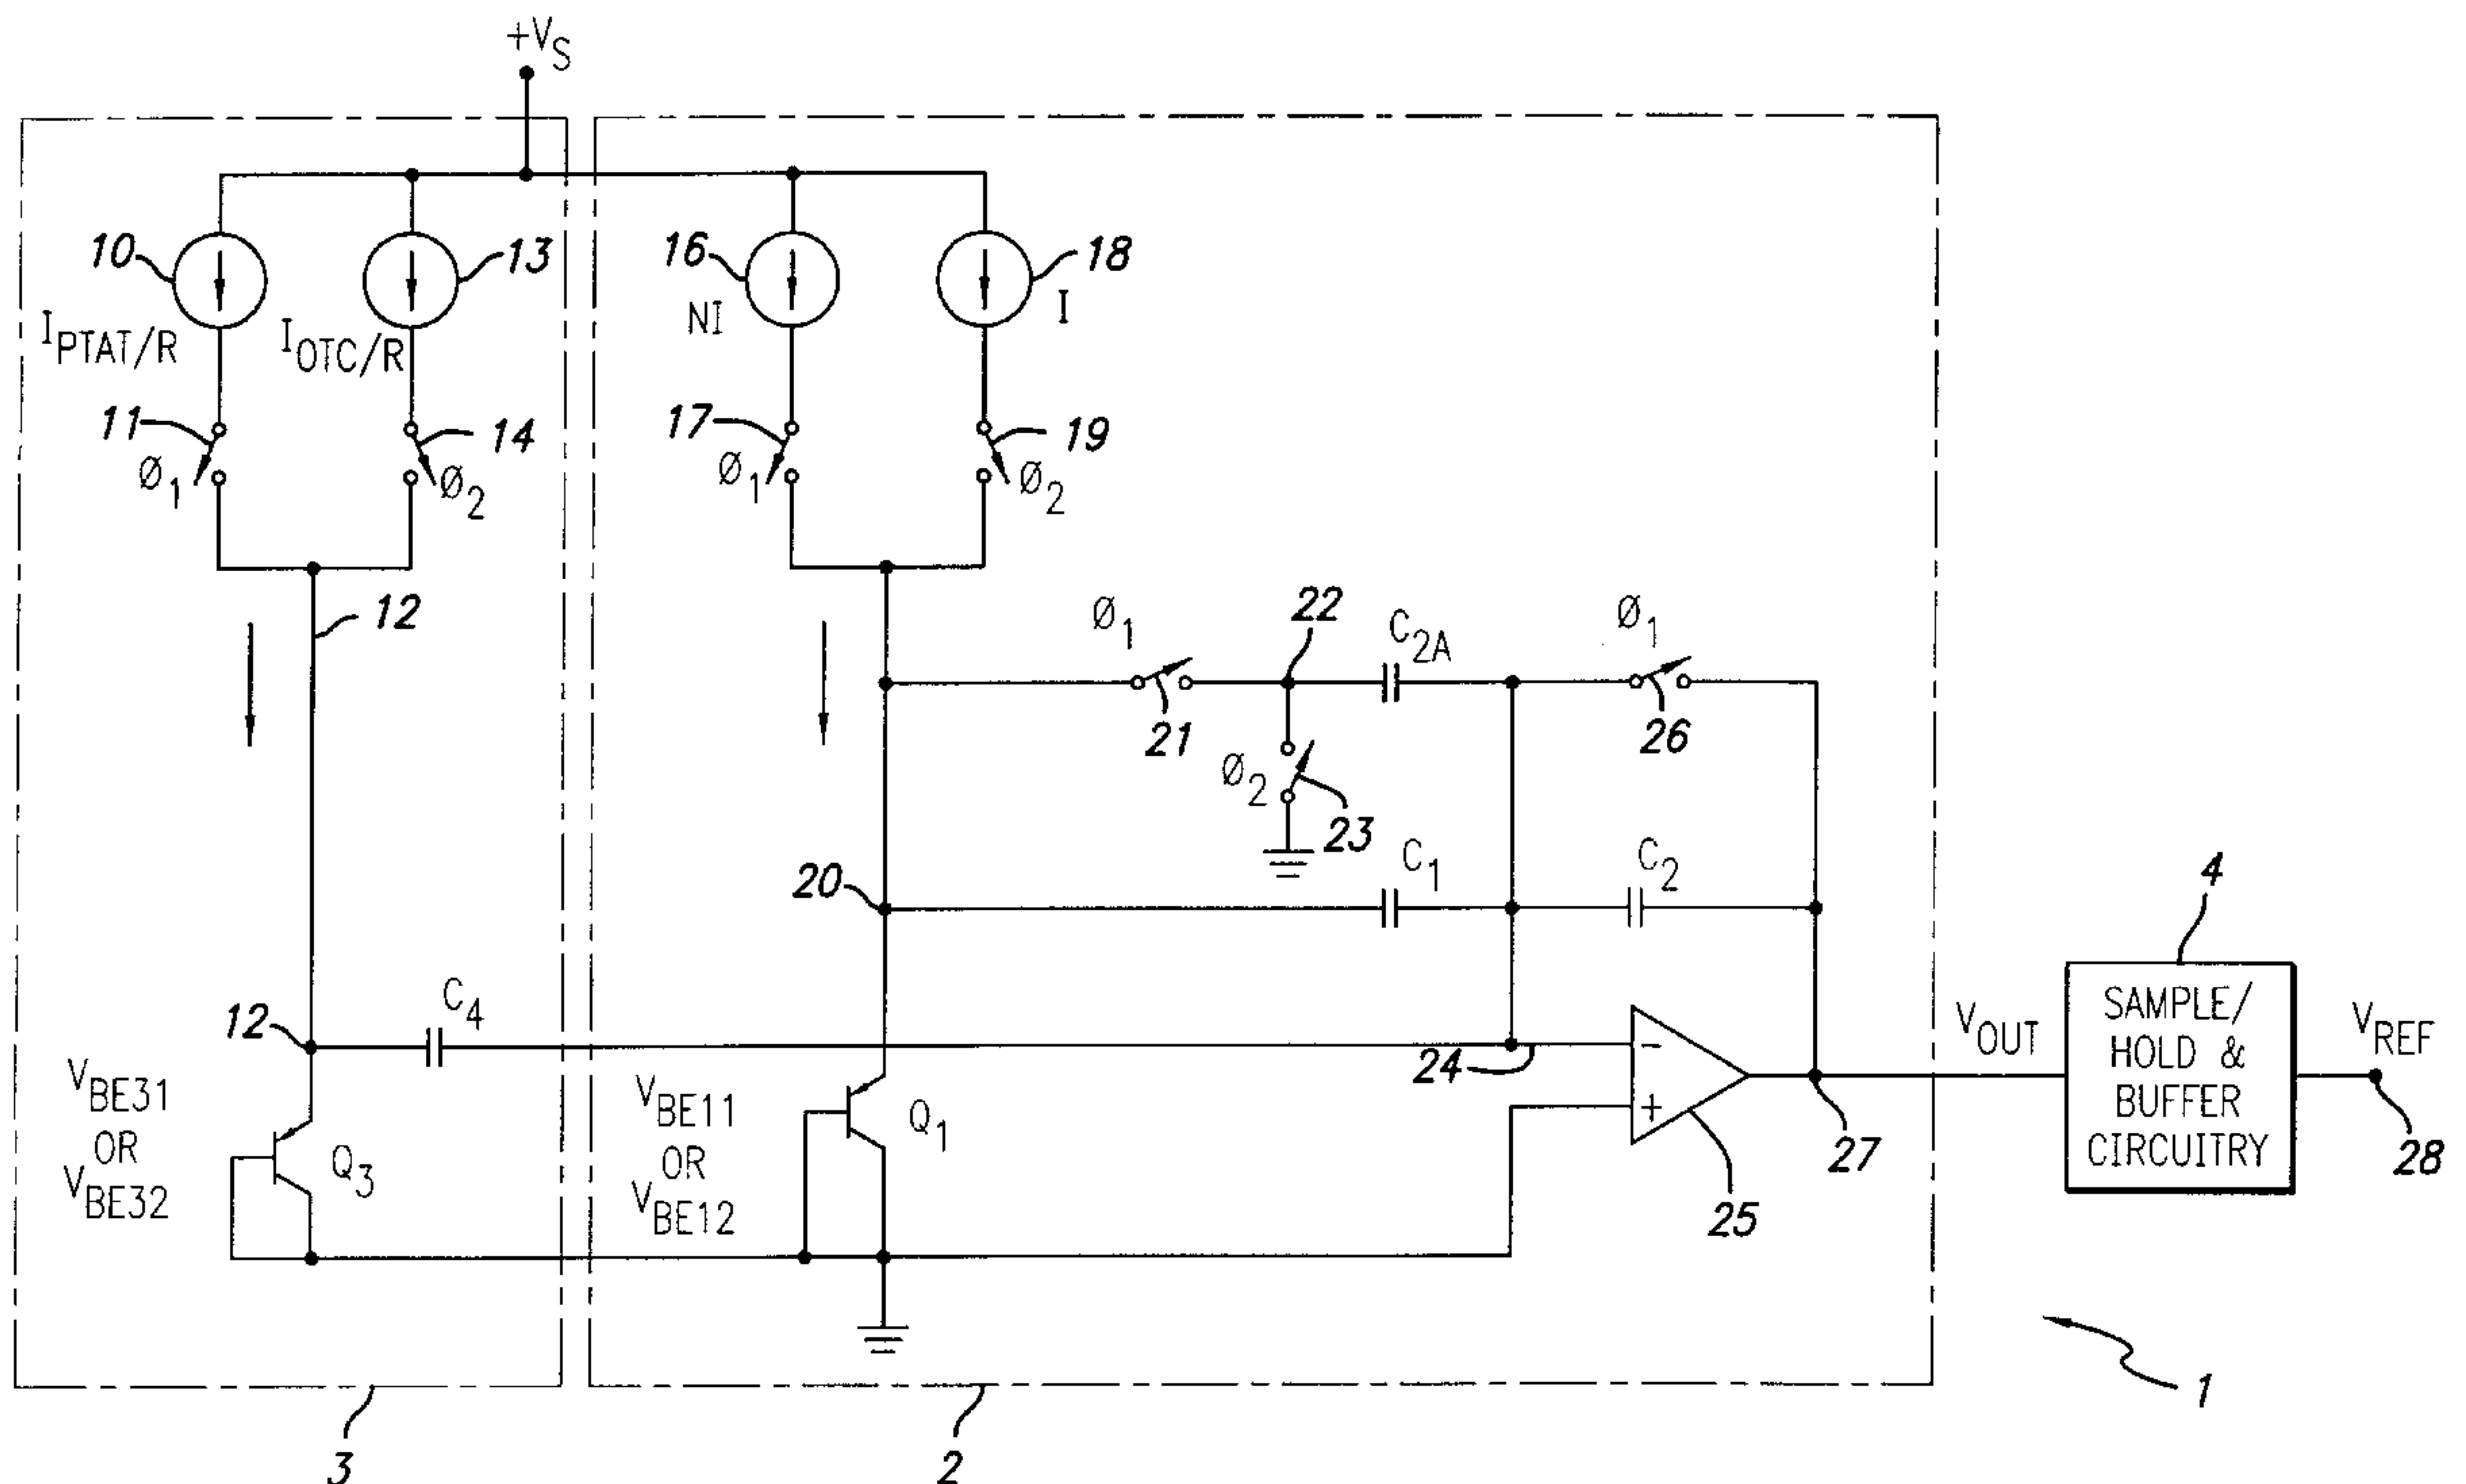 +VS
10
13
16
18
IPTAT/R
IOTC/R
NI
I
11
14
17
19
Ø1
Ø2
Ø1
Ø2
12
Ø1
22
C2A
Ø1
21
26
Ø2
23
20
C1
C2
4
12
C4
24
VOUT
SAMPLE/
HOLD &
BUFFER
CIRCUITRY
VREF
28
VBE31
OR
VBE32
Q3
VBE11
OR
VBE12
Q1
−
+
25
27
1
3
2